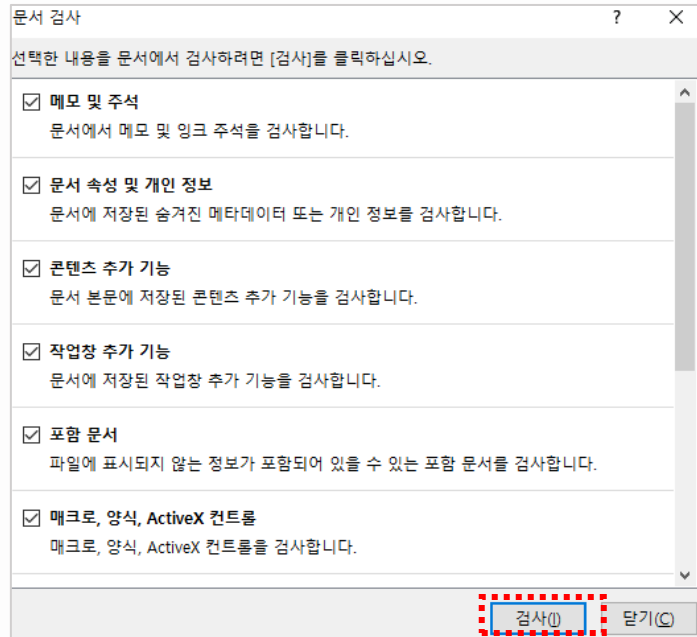 문서 검사
?
선택한 내용을 문서에서 검사하려면 [검사]를 클릭하십시오.
메모 및 주석
문서에서 메모 및 잉크 주석을 검사합니다.
문서 속성 및 개인 정보
문서에 저장된 숨겨진 메타데이터 또는 개인 정보를 검사합니다.
콘텐츠 추가 기능
문서 본문에 저장된 콘텐츠 추가 기능을 검사합니다.
작업창 추가 기능
문서에 저장된 작업창 추가 기능을 검사합니다.
포함 문서
파일에 표시되지 않는 정보가 포함되어 있을 수 있는 포함 문서를 검사합니다.
매크로, 양식, ActiveX 컨트롤
매크로, 양식, ActiveX 컨트롤을 검사합니다.
검사(I) 닫기(C)